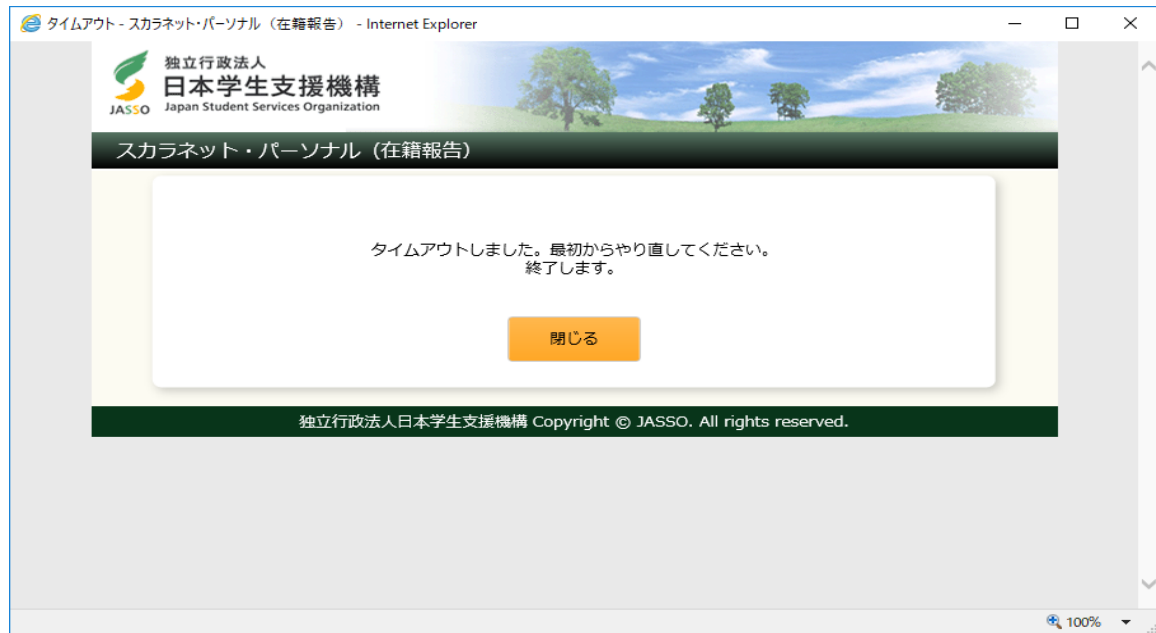 タイムアウト - スカラネット・パーソナル（在籍報告） - Internet Explorer
独立行政法人
日本学生支援機構
JASSO Japan Student Services Organization
スカラネット・パーソナル（在籍報告）
タイムアウトしました。最初からやり直してください。
終了します。
閉じる
独立行政法人日本学生支援機構 Copyright © JASSO. All rights reserved.
100%